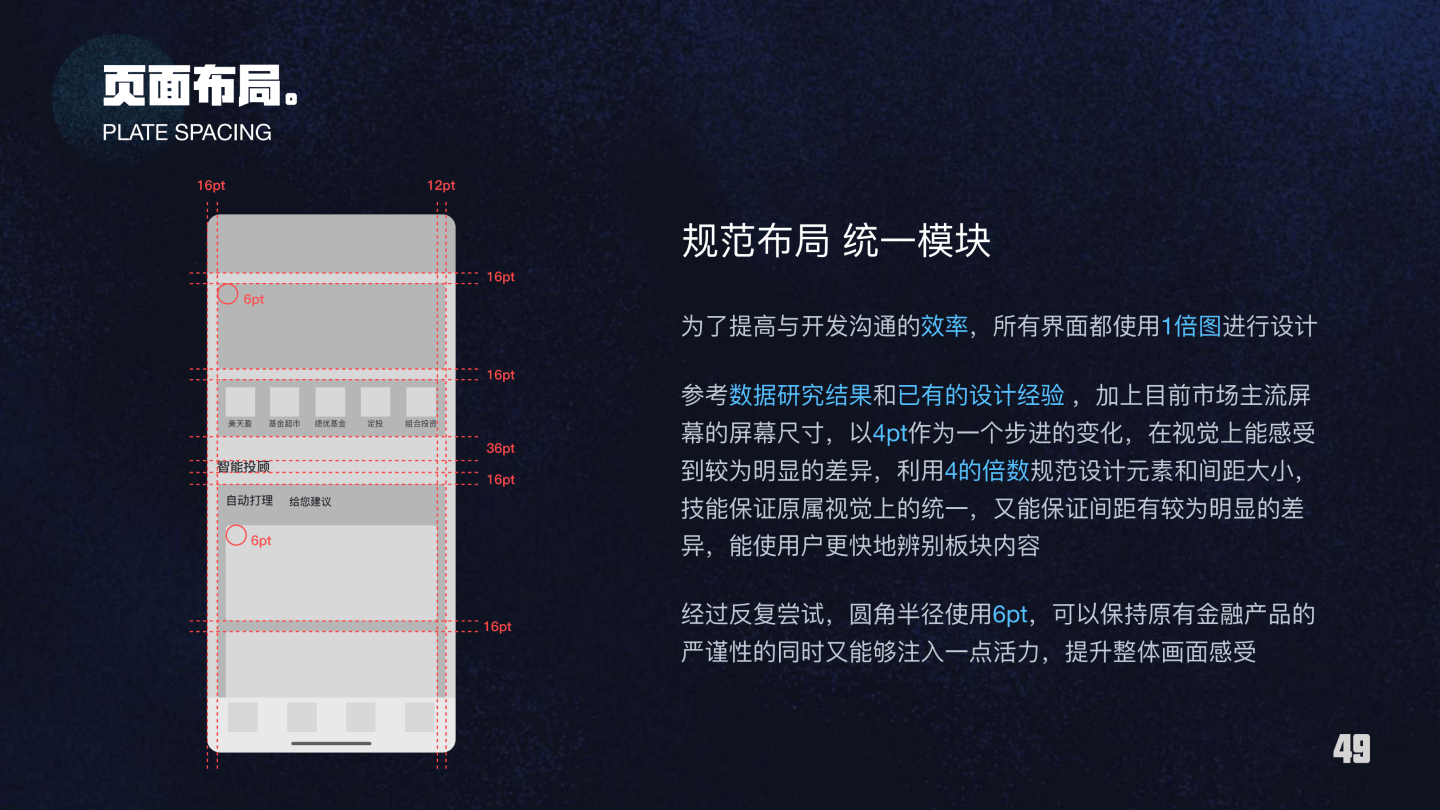 页面布局。
PLATE SPACING
16pt
12pt
16pt
6pt
16pt
美天盈 基金超市 绩优基金 定投 组合投资
36pt
智能投顾
16pt
自动打理 给您建议
6pt
16pt
规范布局 统一模块
为了提高与开发沟通的效率，所有界面都使用1倍图进行设计
参考数据研究结果和已有的设计经验 ，加上目前市场主流屏
幕的屏幕尺寸，以4pt作为一个步进的变化，在视觉上能感受
到较为明显的差异，利用4的倍数规范设计元素和间距大小，
技能保证原属视觉上的统一，又能保证间距有较为明显的差
异，能使用户更快地辨别板块内容
经过反复尝试，圆角半径使用6pt，可以保持原有金融产品的
严谨性的同时又能够注入一点活力，提升整体画面感受
49